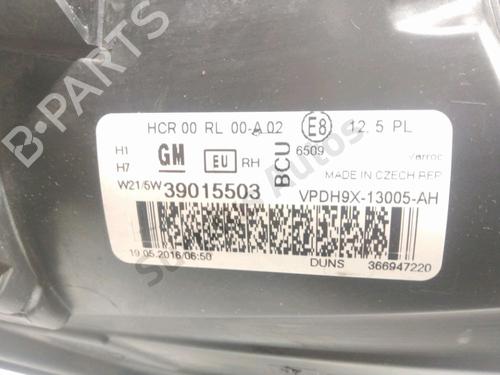 HCR 00 RL 00-A 02 E8 12.5 PL
H1 GM EU RH BCU 6509 varroc
H7 MADE IN CZECH REP
W21/5W 39015503 VPDH9X-13005-AH
19.05.2016/06:50 DUNS 366947220
B-Parts